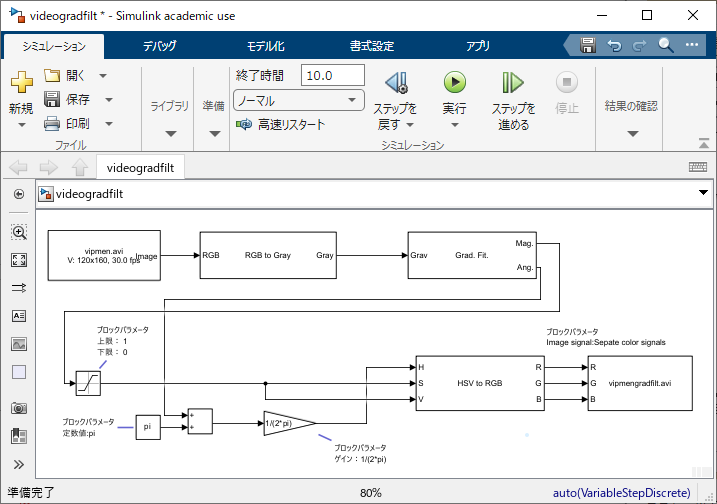 videogradfilt * - Simulink academic use
シミュレーション デバッグ モデル化 書式設定 アプリ
新規
開く
保存
印刷
ファイル
ライブラリ
準備
終了時間 10.0
ノーマル
高速リスタート
ステップを
戻す
実行
ステップを
進める
停止
シミュレーション
結果の確認
videogradfilt
videogradfilt
vipmen.avi
V: 120x160, 30.0 fps
Image
RGB RGB to Gray Gray
Grav Grad. Fit.
Mag.
Ang.
ブロックパラメータ
上限： 1
下限： 0
ブロックパラメータ
定数値:pi
pi
+
+
1/(2*pi)
ブロックパラメータ
ゲイン：1/(2*pi)
H
S
V
HSV to RGB
R
G
B
ブロックパラメータ
Image signal:Sepate color signals
R
G
B
vipmengradfilt.avi
準備完了 80% auto(VariableStepDiscrete)